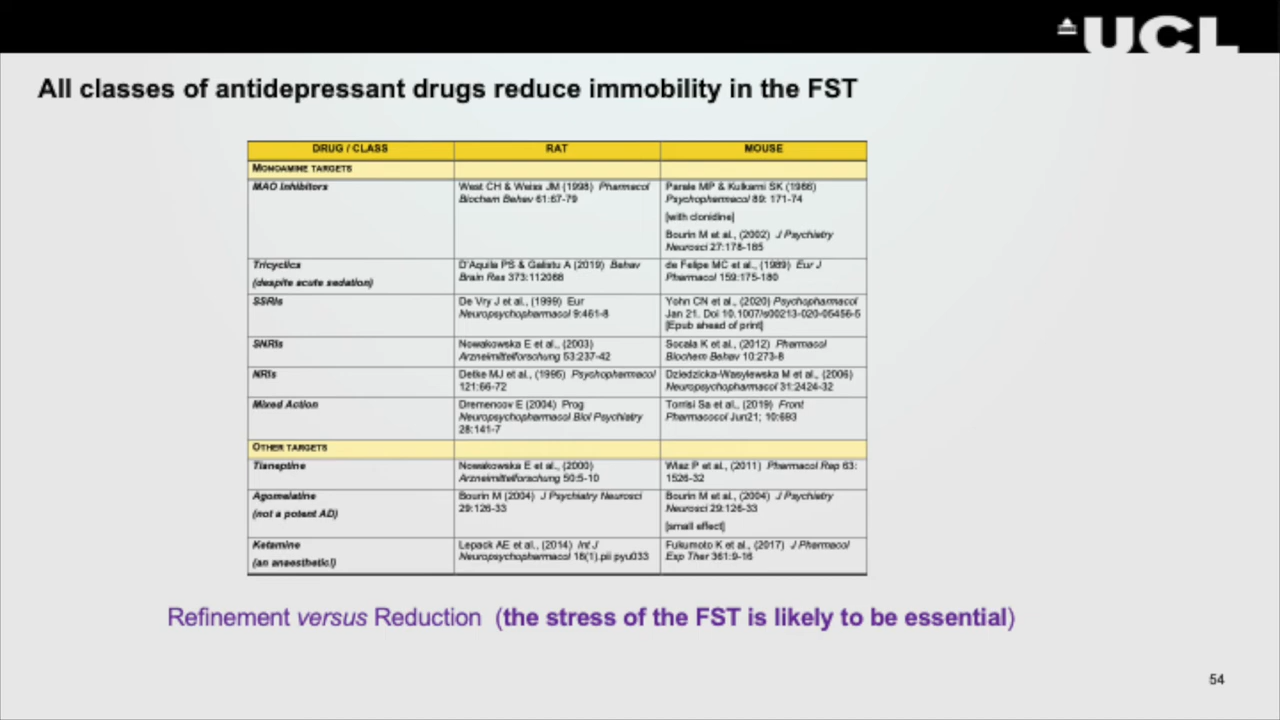 UCL
All classes of antidepressant drugs reduce immobility in the FST
DRUG / CLASS RAT MOUSE
MONOAMINE TARGETS
MAO Inhibitors
West CH & Weiss JM (1998) Pharmacol
Biochem Behav 61:67-79
Parale MP & Kulkarni SK (1986)
Psychopharmacol 89: 171-74
[with clonidine]
Bourin M et al., (2002) J Psychiatry
Neurosci 27:178-185
Tricyclics
(despite acute sedation)
D'Aquila PS & Galistu A (2019) Behav
Brain Res 373:112088
de Felipe MC et al., (1989) Eur J
Pharmacol 159:175-180
SSRIs
De Vry J et al., (1999) Eur
Neuropsychopharmacol 9:461-8
Yohn CN et al., (2020) Psychopharmacol
Jan 21. Doi 10.1007/s00213-020-05456-5
[Epub ahead of print]
SNRIs
Nowakowska E et al., (2003)
Arzneimittelforschung 53:237-42
Socala K et al., (2012) Pharmacol
Biochem Behav 10:273-8
NRIs
Detke MJ et al., (1995) Psychopharmacol
121:66-72
Dziedzicka-Wasylewska M et al., (2006)
Neuropsychopharmacol 31:2424-32
Mixed Action
Dremencov E (2004) Prog
Neuropsychopharmacol Biol Psychiatry
28:141-7
Torrisi Sa et al., (2019) Front
Pharmacocol Jun21; 10:693
OTHER TARGETS
Tianeptine
Nowakowska E et al., (2000)
Arzneimittelforschung 50:5-10
Wlaz P et al., (2011) Pharmacol Rep 63:
1526-32
Agomelatine
(not a potent AD)
Bourin M (2004) J Psychiatry Neurosci
29:126-33
Bourin M et al., (2004) J Psychiatry
Neurosci 29:126-33
[small effect]
Ketamine
(an anaesthetic!)
Lepack AE et al., (2014) Int J
Neuropsychopharmacol 18(1).pii pyu033
Fukumoto K et al., (2017) J Pharmacol
Exp Ther 361:9-16
Refinement versus Reduction (the stress of the FST is likely to be essential)
54